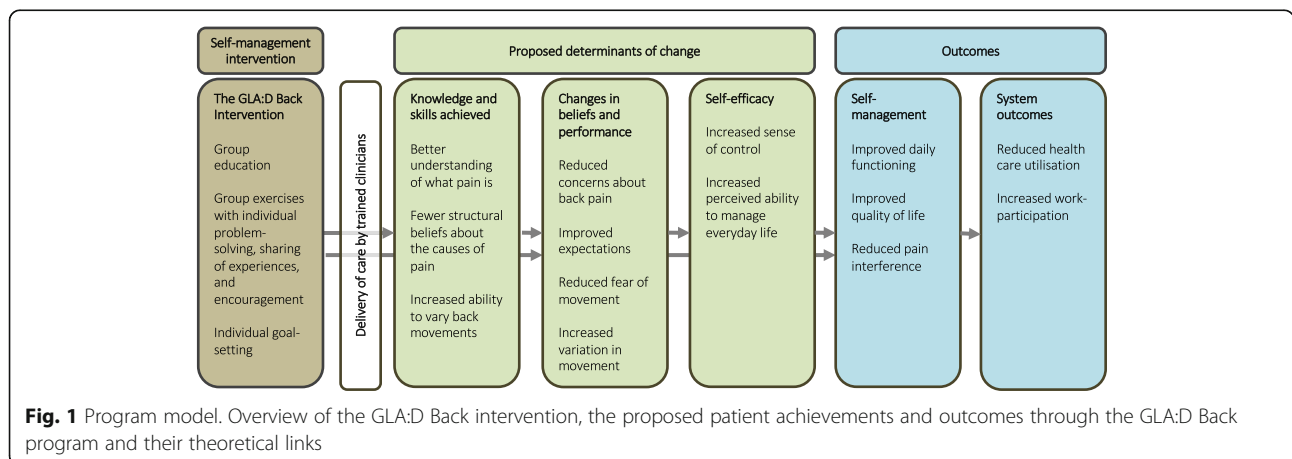 Self-management
intervention
Proposed determinants of change
Outcomes
The GLA:D Back
Intervention
Group
education
Group exercises
with individual
problem-
solving, sharing
of experiences,
and
encouragement
Individual goal-
setting
Delivery of care by trained clinicians
Knowledge and
skills achieved
Better
understanding
of what pain is
Fewer structural
beliefs about
the causes of
pain
Increased ability
to vary back
movements
Changes in
beliefs and
performance
Reduced
concerns about
back pain
Improved
expectations
Reduced fear of
movement
Increased
variation in
movement
Self-efficacy
Increased sense
of control
Increased
perceived ability
to manage
everyday life
Self-
management
Improved daily
functioning
Improved
quality of life
Reduced pain
interference
System
outcomes
Reduced health
care utilisation
Increased work-
participation
Fig. 1 Program model. Overview of the GLA:D Back intervention, the proposed patient achievements and outcomes through the GLA:D Back
program and their theoretical links